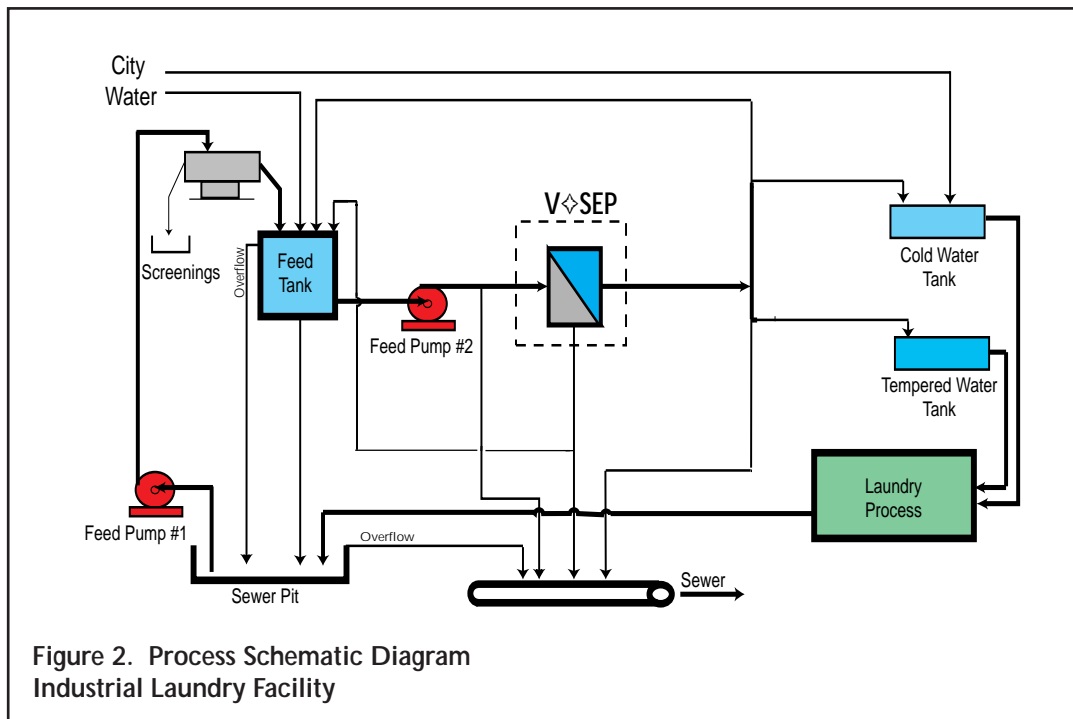 City
Water
V✧SEP
Screenings
Overflow
Feed
Tank
Feed Pump #2
Cold Water
Tank
Tempered Water
Tank
Laundry
Process
Feed Pump #1
Overflow
Sewer Pit
Sewer
Figure 2. Process Schematic Diagram
Industrial Laundry Facility